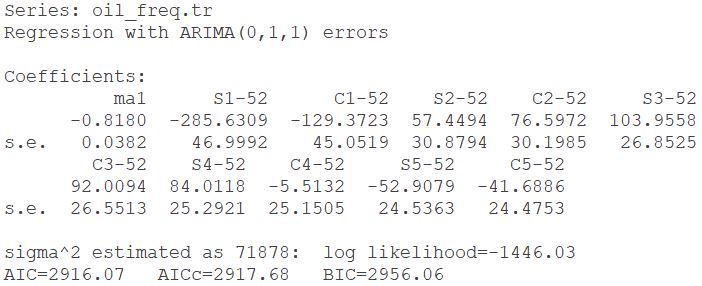 Series: oil_freq.tr
Regression with ARIMA(0,1,1) errors
Coefficients:
ma1 S1-52 C1-52 S2-52 C2-52 S3-52
-0.8180 -285.6309 -129.3723 57.4494 76.5972 103.9558
s.e. 0.0382 46.9992 45.0519 30.8794 30.1985 26.8525
C3-52 S4-52 C4-52 S5-52 C5-52
92.0094 84.0118 -5.5132 -52.9079 -41.6886
s.e. 26.5513 25.2921 25.1505 24.5363 24.4753
sigma^2 estimated as 71878: log likelihood=-1446.03
AIC=2916.07 AICc=2917.68 BIC=2956.06